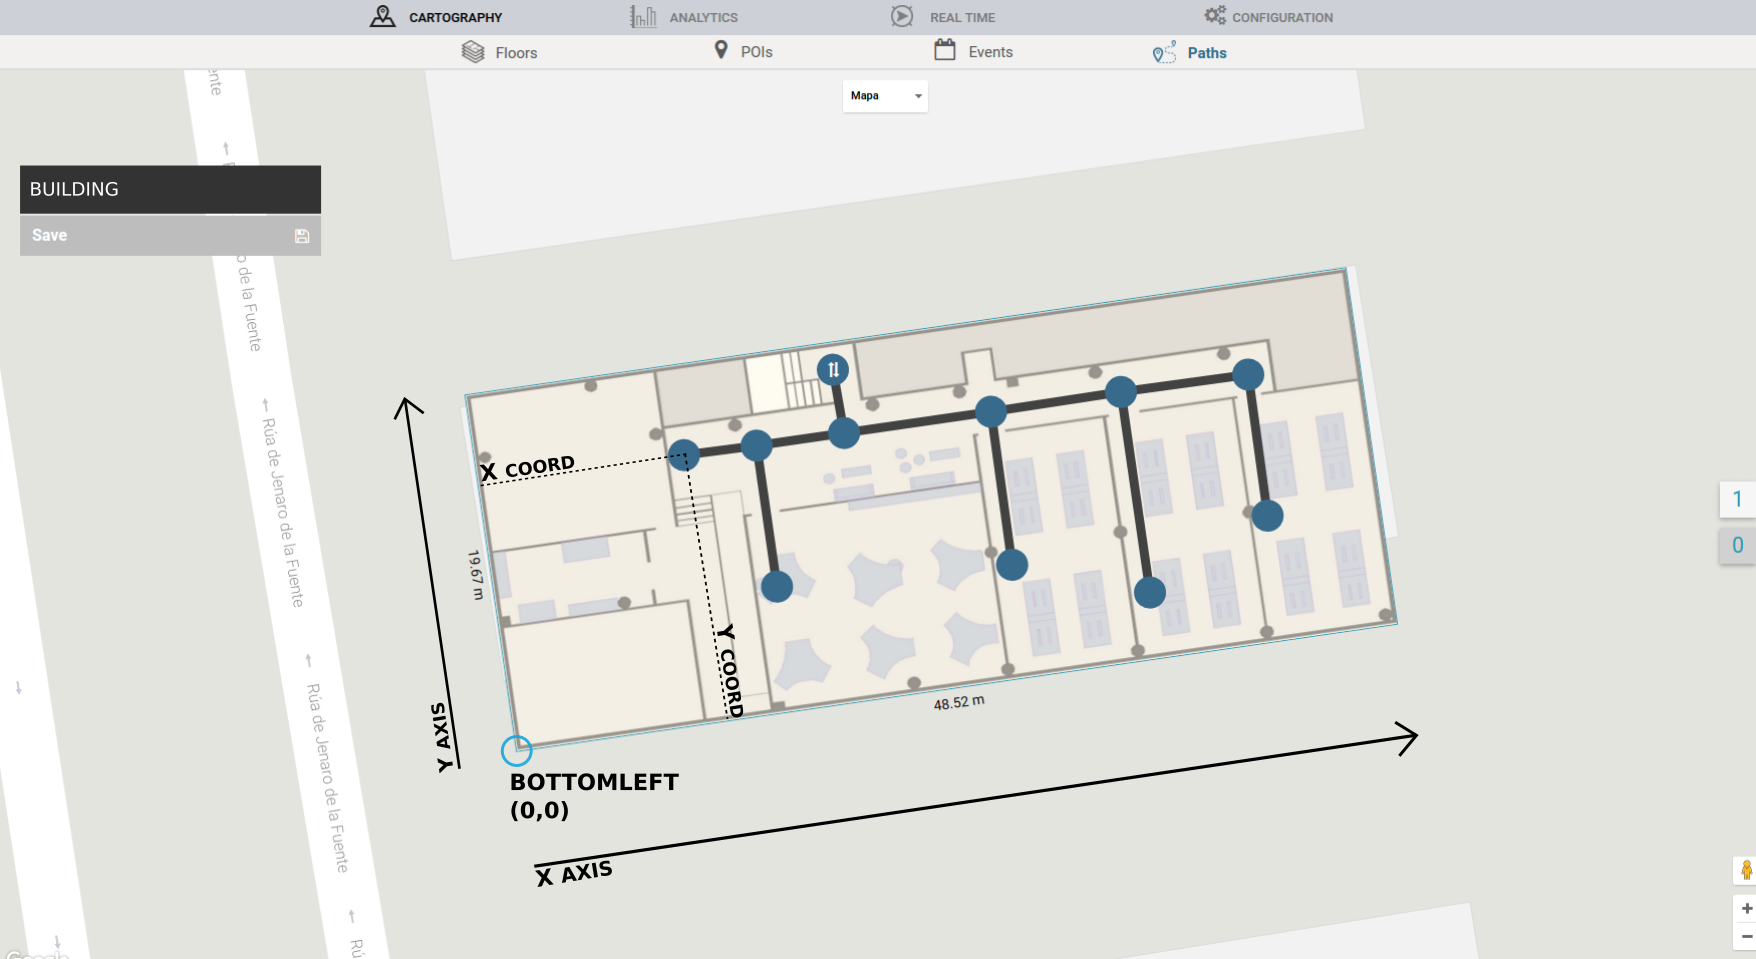 CARTOGRAPHY
ANALYTICS
REAL TIME
CONFIGURATION
Floors
POIs
Events
Paths
Mapa
ente
BUILDING
Save
o de la Fuente
Rúa de Jenaro de la Fuente
Rúa de Jenaro de la Fuente
Rú
X COORD
Y COORD
19.67 m
48.52 m
Y AXIS
BOTTOMLEFT
(0,0)
X AXIS
1
0
+
−
Google